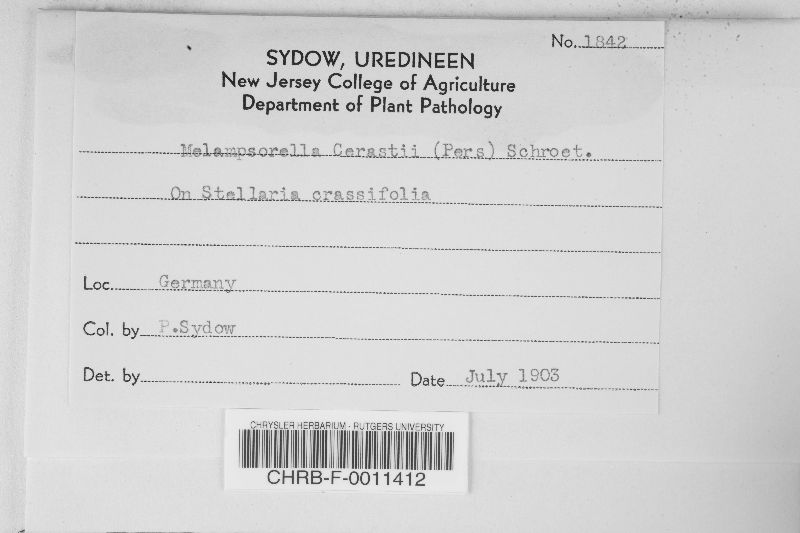 No. 1842
SYDOW, UREDINEEN
New Jersey College of Agriculture
Department of Plant Pathology
Melampsorella Cerastii (Pers) Schroet.
On Stellaria crassifolia
Loc. Germany
Col. by P.Sydow
Det. by Date July 1903
CHRYSLER HERBARIUM - RUTGERS UNIVERSITY
CHRB-F-0011412